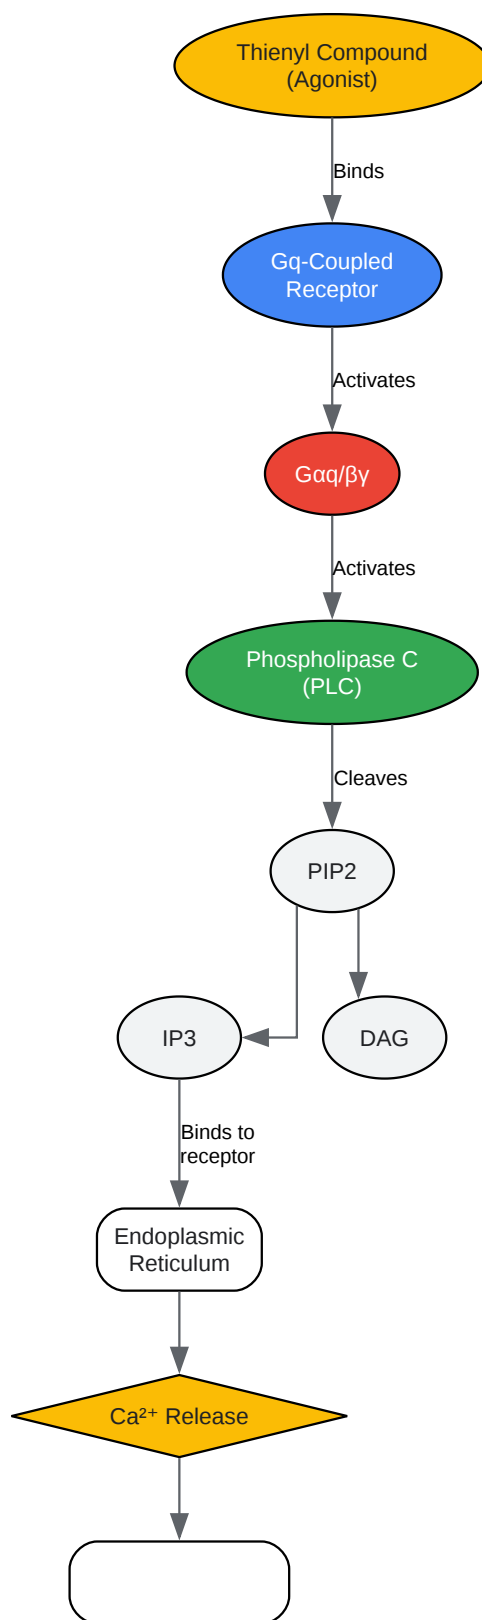 Thienyl Compound
(Agonist)
Binds
Gq-Coupled
Receptor
Activates
Gαq/βγ
Activates
Phospholipase C
(PLC)
Cleaves
PIP2
IP3
DAG
Binds to
receptor
Endoplasmic
Reticulum
Ca²⁺ Release